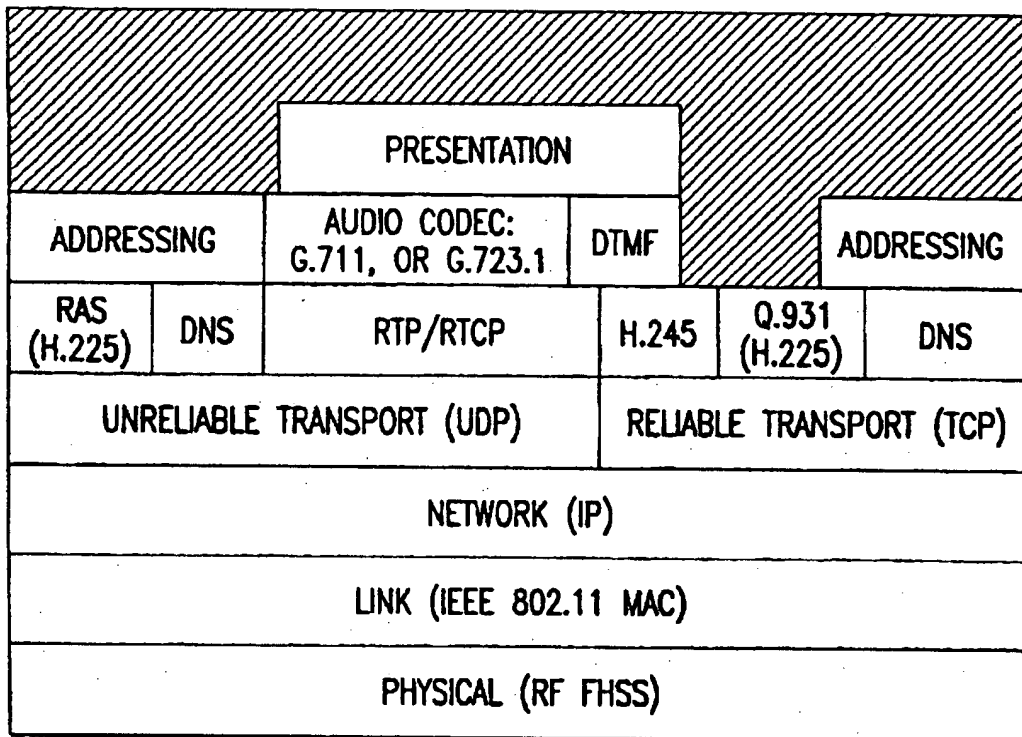 PRESENTATION
ADDRESSING
AUDIO CODEC:
G.711, OR G.723.1
DTMF
ADDRESSING
RAS
(H.225)
DNS
RTP/RTCP
H.245
Q.931
(H.225)
DNS
UNRELIABLE TRANSPORT (UDP)
RELIABLE TRANSPORT (TCP)
NETWORK (IP)
LINK (IEEE 802.11 MAC)
PHYSICAL (RF FHSS)